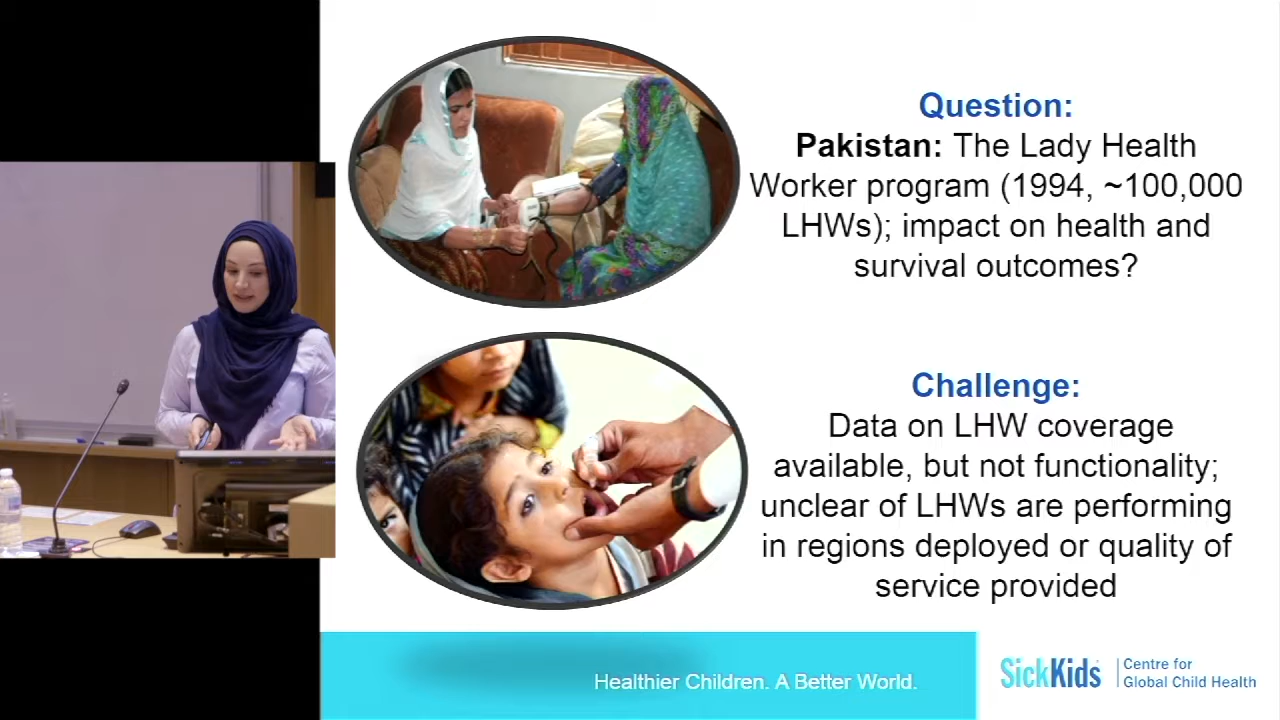 Question:
Pakistan: The Lady Health
Worker program (1994, ~100,000
LHWs); impact on health and
survival outcomes?
Challenge:
Data on LHW coverage
available, but not functionality;
unclear of LHWs are performing
in regions deployed or quality of
service provided
Healthier Children. A Better World.
SickKids
Centre for
Global Child Health